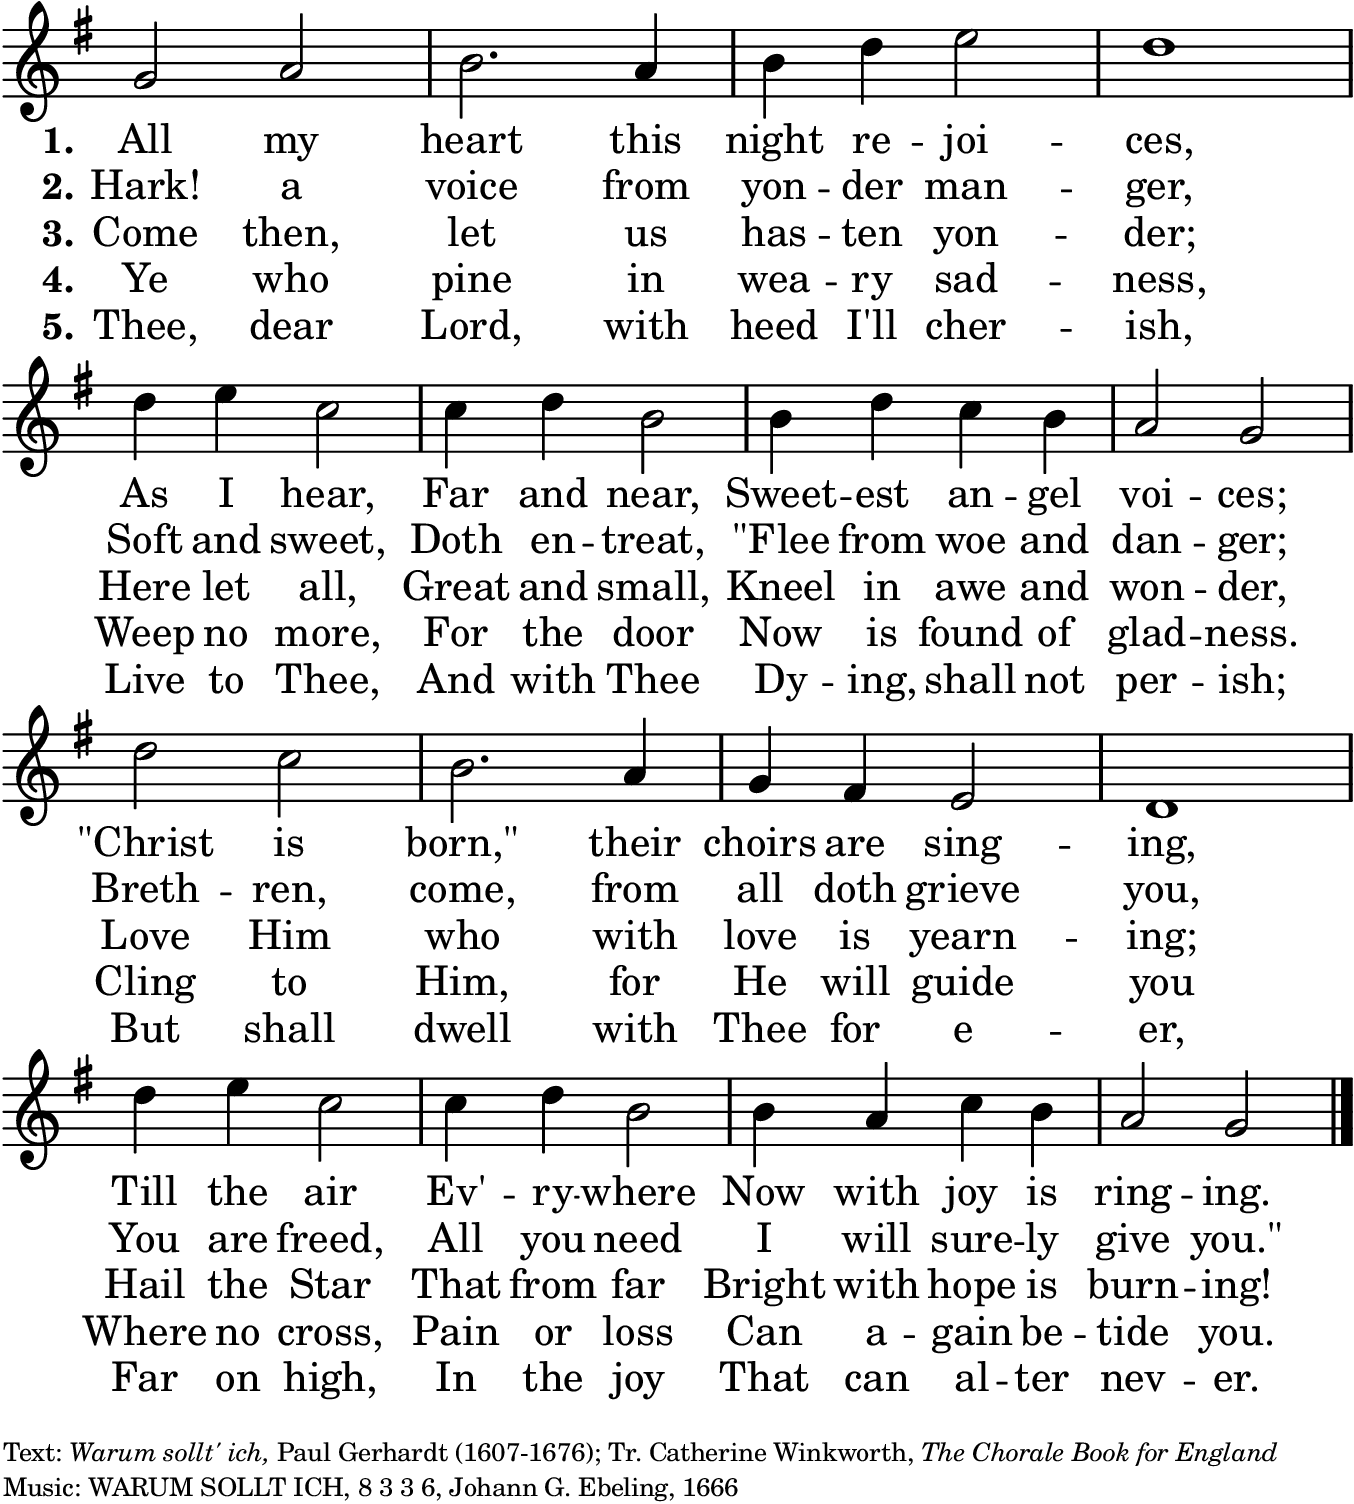 1. All my heart this night re - joi - ces,
2. Hark! a voice from yon - der man - ger,
3. Come then, let us has - ten yon - der;
4. Ye who pine in wea - ry sad - ness,
5. Thee, dear Lord, with heed I'll cher - ish,
As I hear, Far and near, Sweet - est an - gel voi - ces;
Soft and sweet, Doth en - treat, "Flee from woe and dan - ger;
Here let all, Great and small, Kneel in awe and won - der,
Weep no more, For the door Now is found of glad - ness.
Live to Thee, And with Thee Dy - ing, shall not per - ish;
"Christ is born," their choirs are sing - ing,
Breth - ren, come, from all doth grieve you,
Love Him who with love is yearn - ing;
Cling to Him, for He will guide you
But shall dwell with Thee for e - er,
Till the air Ev' - ry - where Now with joy is ring - ing.
You are freed, All you need I will sure - ly give you."
Hail the Star That from far Bright with hope is burn - ing!
Where no cross, Pain or loss Can a - gain be - tide you.
Far on high, In the joy That can al - ter nev - er.
Text: Warum sollt' ich, Paul Gerhardt (1607-1676); Tr. Catherine Winkworth, The Chorale Book for England
Music: WARUM SOLLT ICH, 8 3 3 6, Johann G. Ebeling, 1666